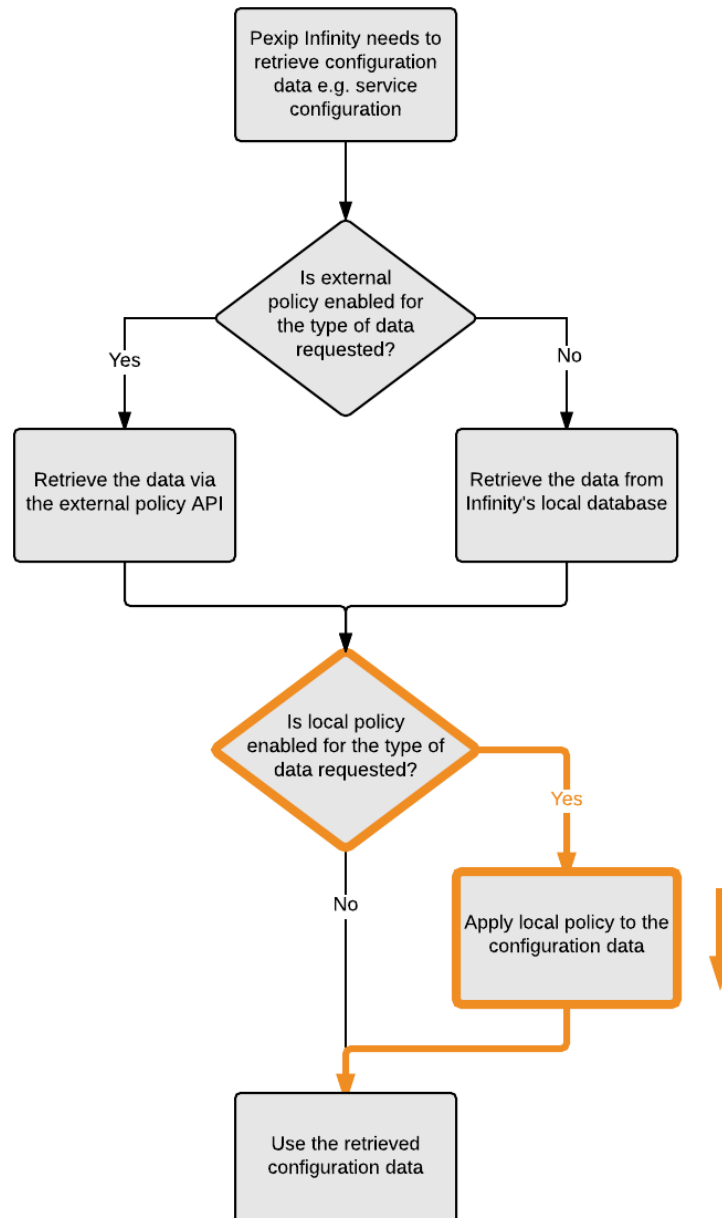 Pexip Infinity needs to
retrieve configuration
data e.g. service
configuration
Is external
policy enabled for
the type of data
requested?
Yes
No
Retrieve the data via
the external policy API
Retrieve the data from
Infinity's local database
Is local policy
enabled for the type of
data requested?
Yes
No
Apply local policy to the
configuration data
Use the retrieved
configuration data